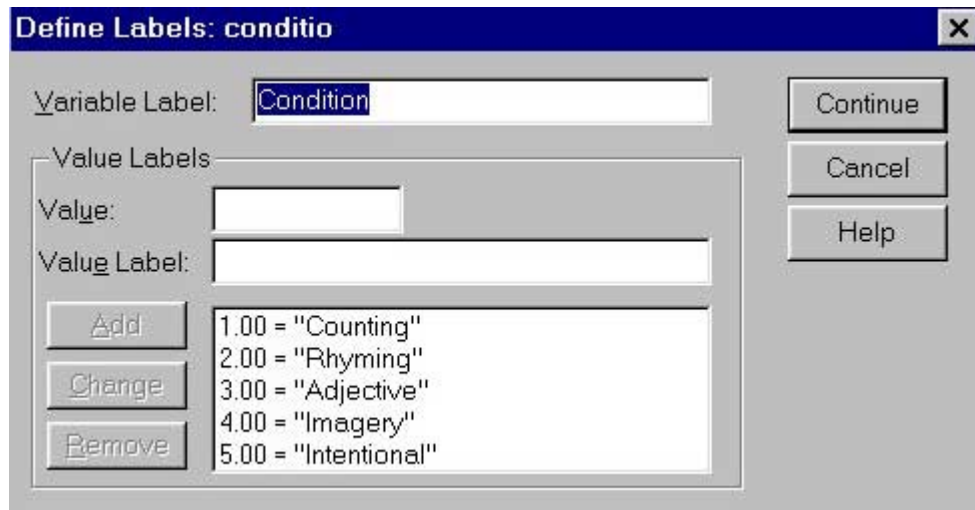 Define Labels: conditio
Variable Label: Condition
Continue
Value Labels
Cancel
Value:
Help
Value Label:
Add
Change
Remove
1.00 = "Counting"
2.00 = "Rhyming"
3.00 = "Adjective"
4.00 = "Imagery"
5.00 = "Intentional"